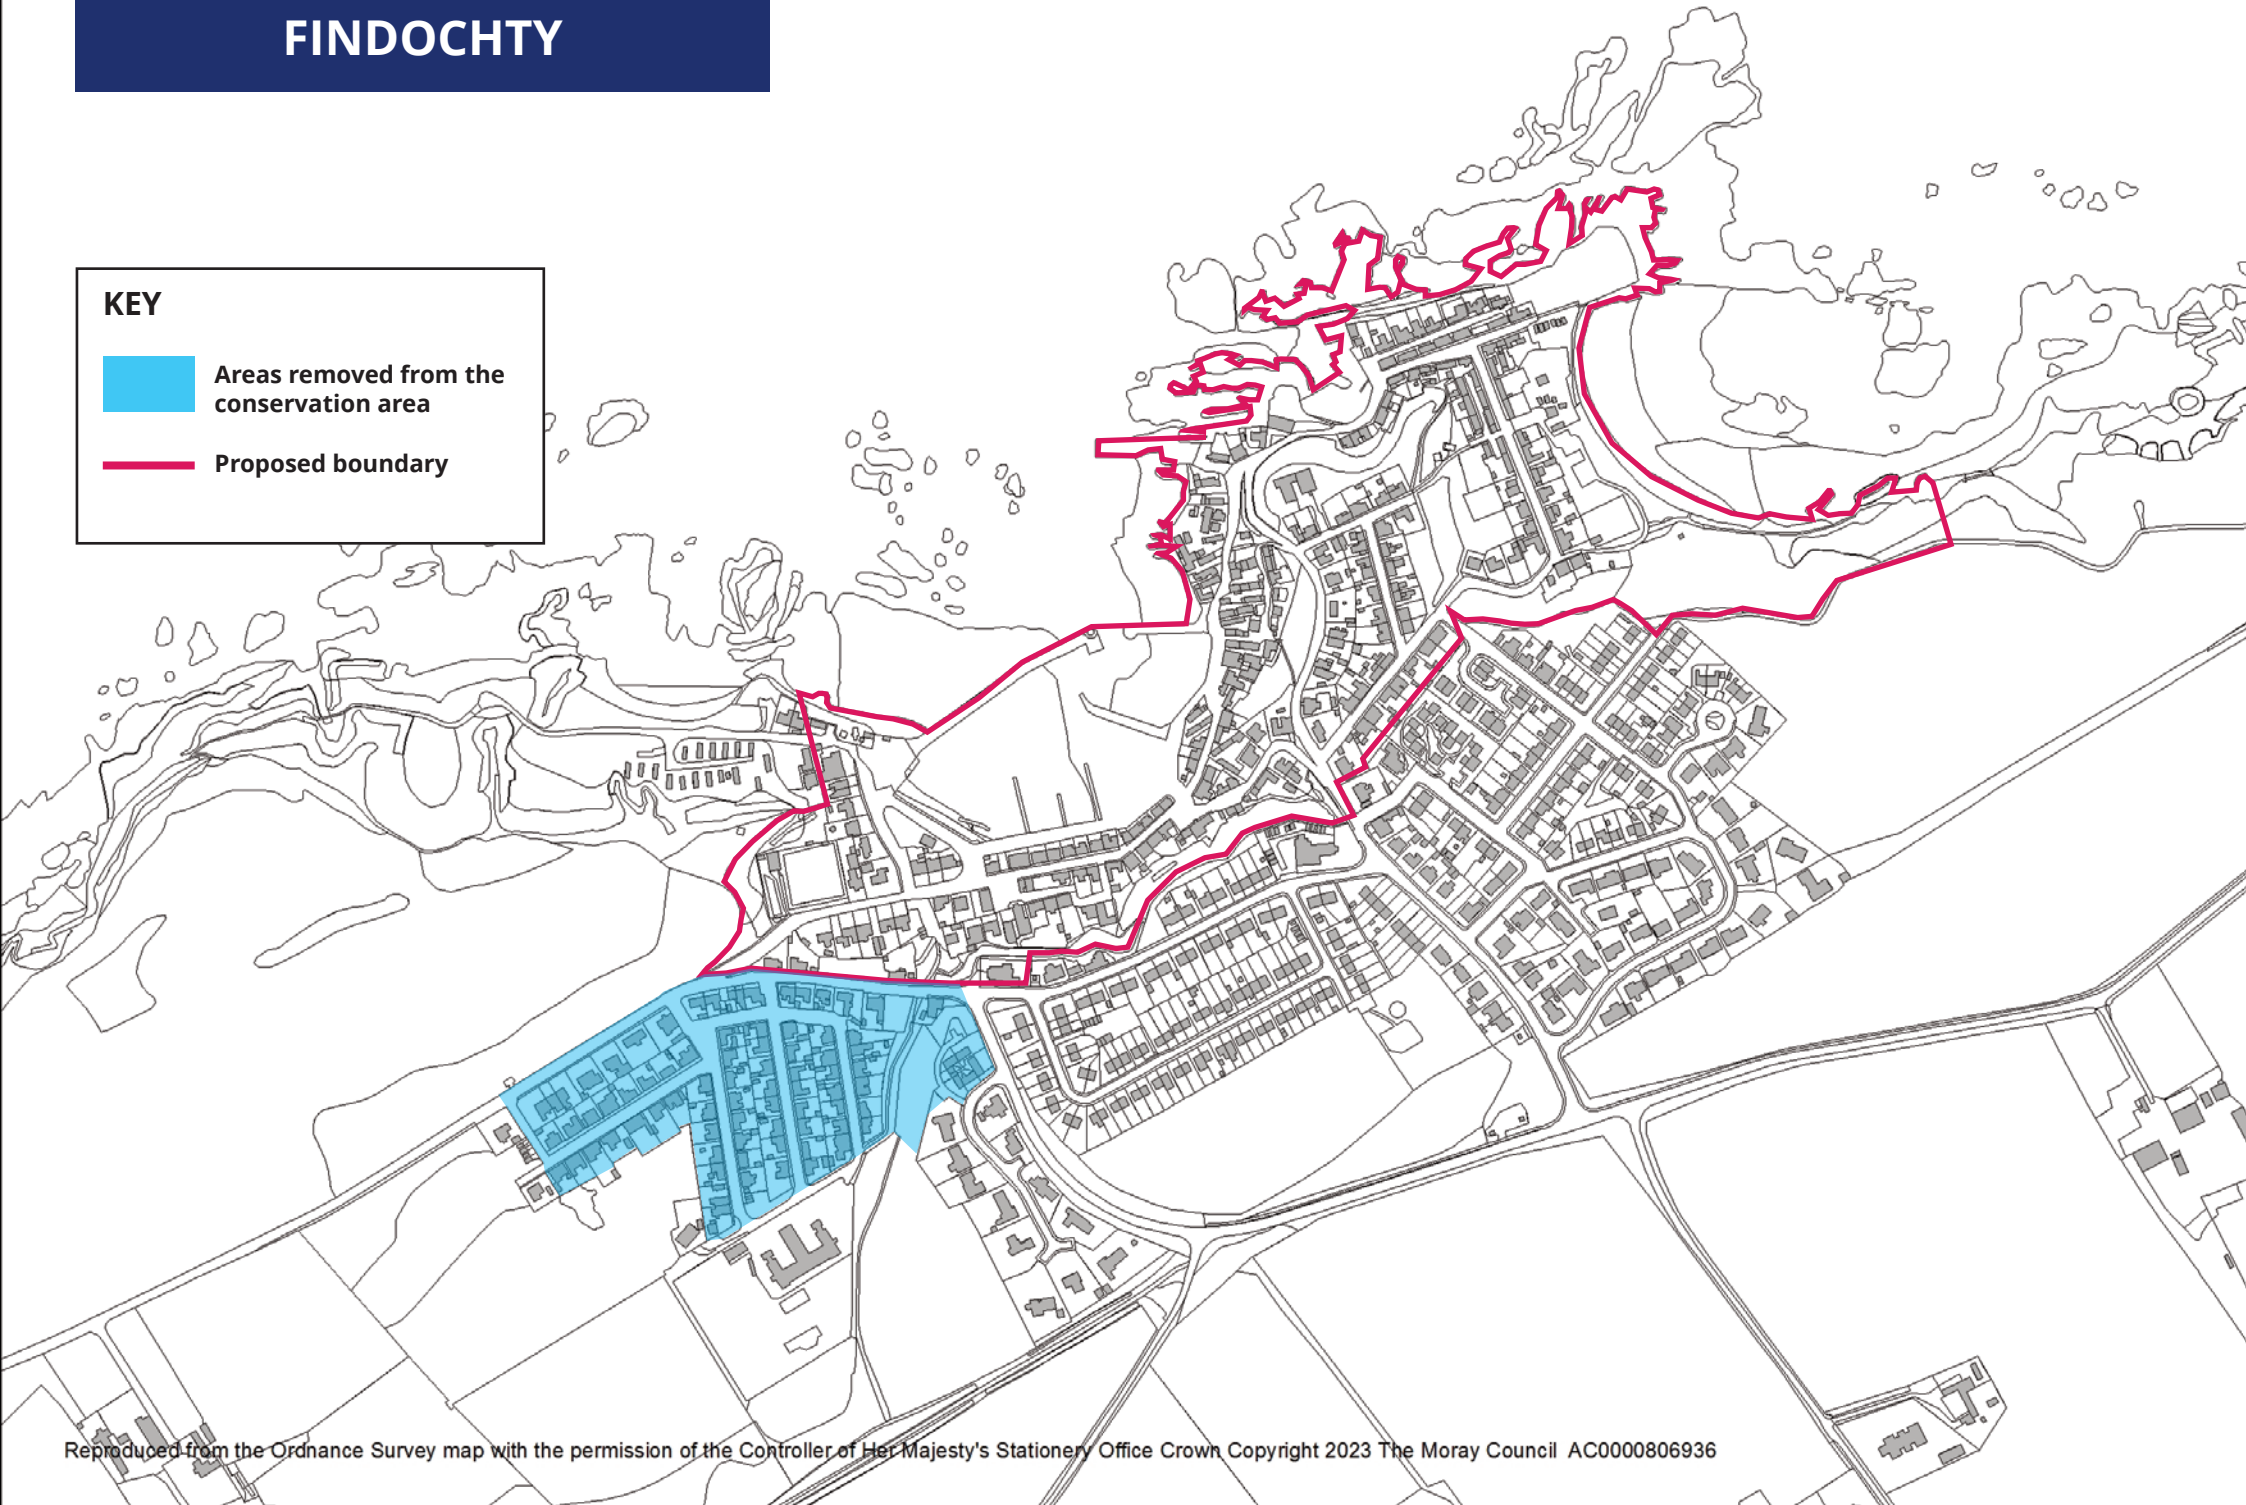 FINDOCHTY
KEY
Areas removed from the
conservation area
Proposed boundary
Reproduced from the Ordnance Survey map with the permission of the Controller of Her Majesty's Stationery Office Crown Copyright 2023 The Moray Council AC0000806936